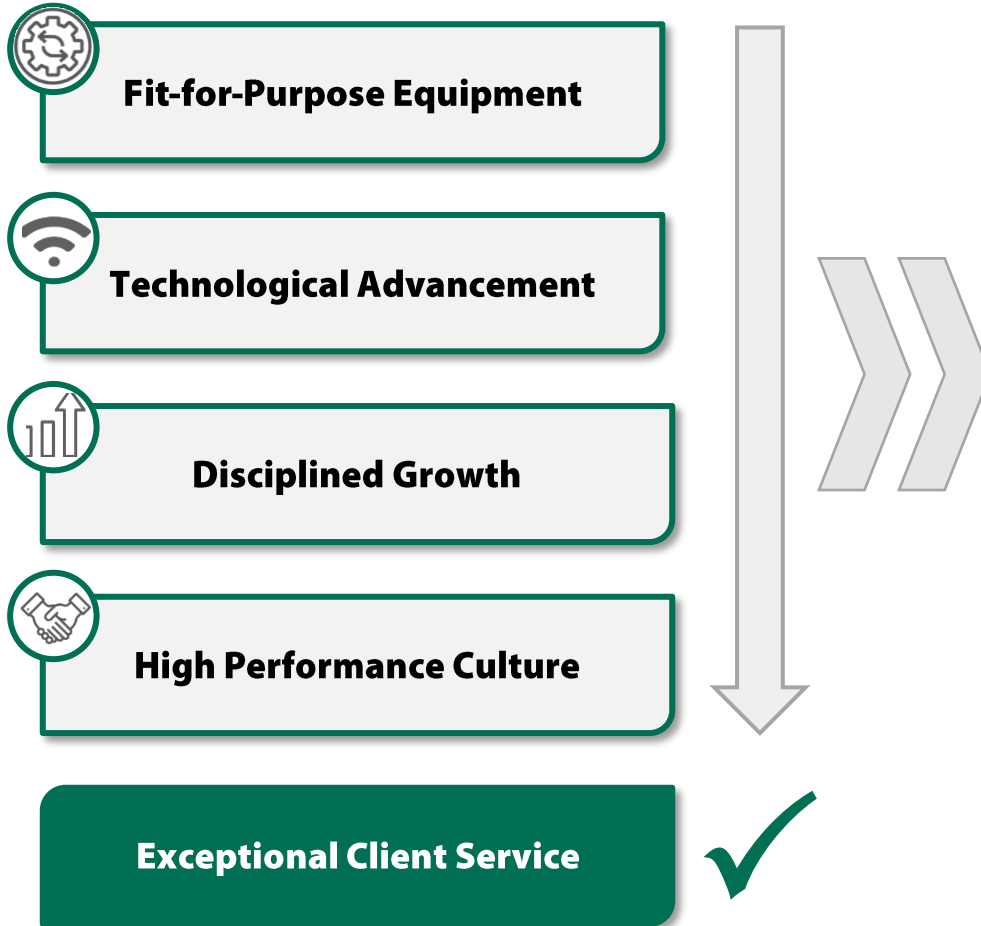 Fit-for-Purpose Equipment
Technological Advancement
Disciplined Growth
High Performance Culture
Exceptional Client Service